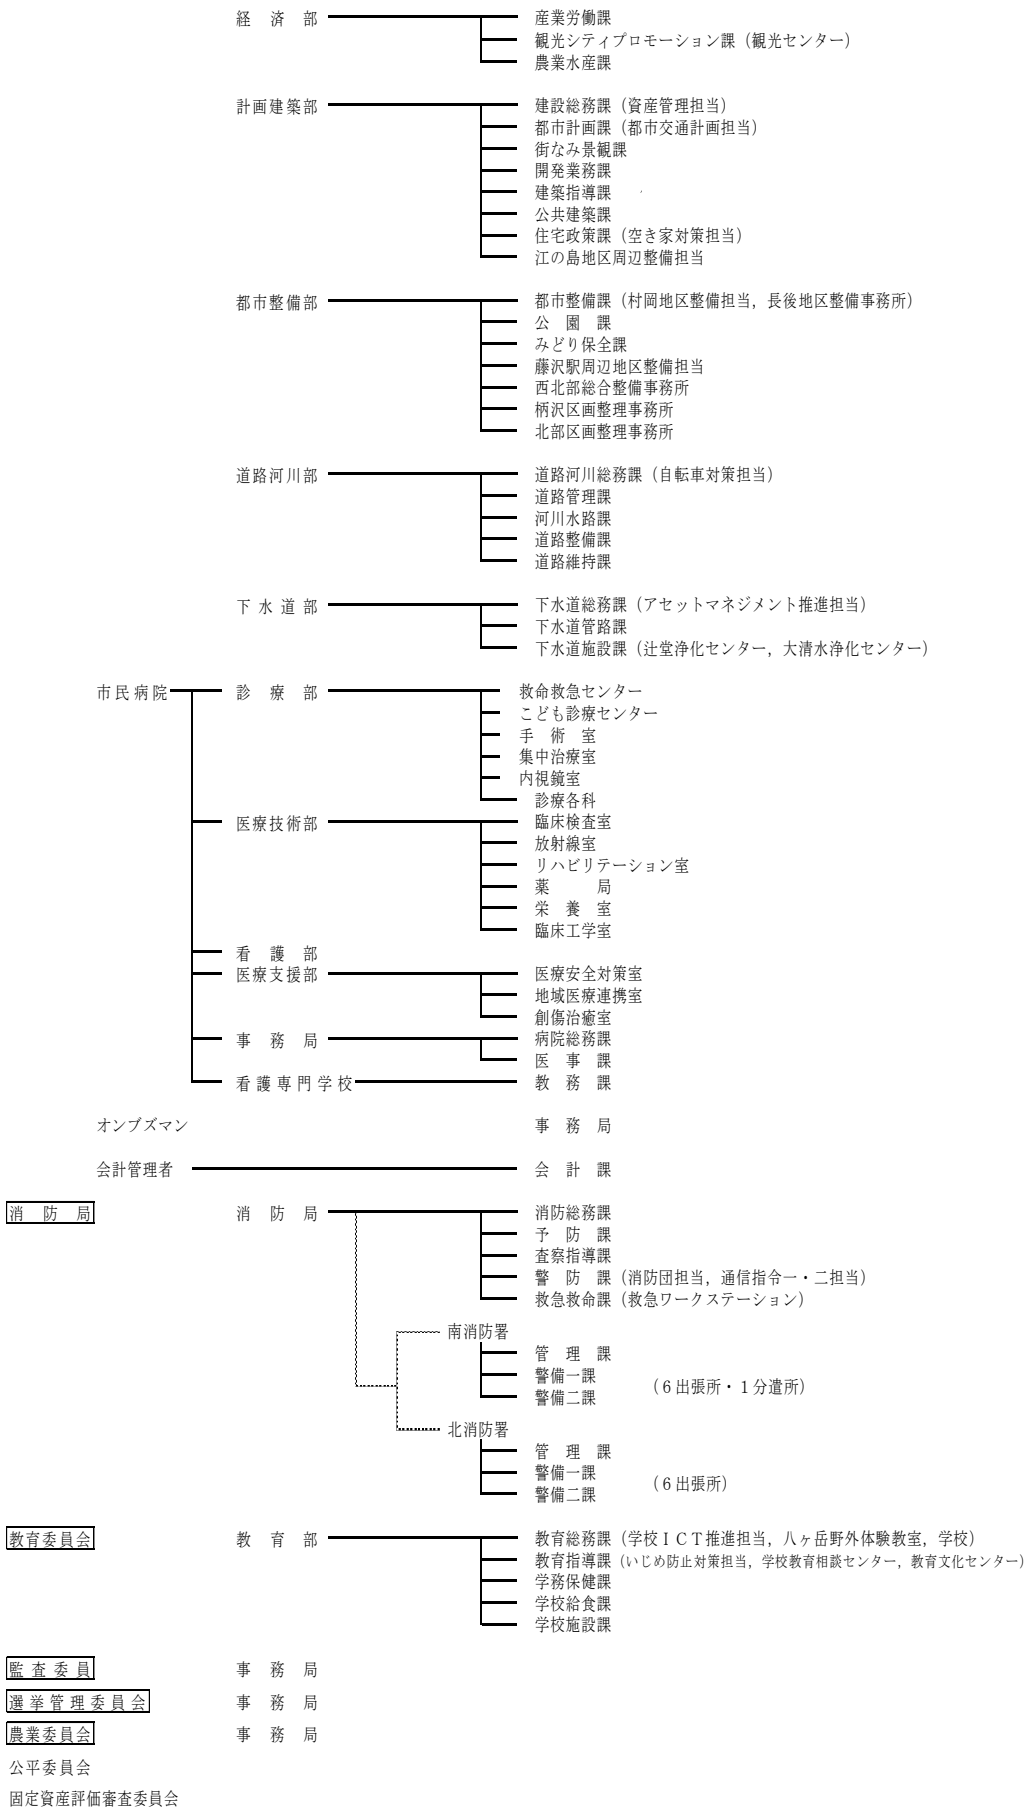 経　済　部　産業労働課
観光シティプロモーション課（観光センター）
農業水産課
計画建築部　建設総務課（資産管理担当）
都市計画課（都市交通計画担当）
街なみ景観課
開発業務課
建築指導課
公共建築課
住宅政策課（空き家対策担当）
江の島地区周辺整備担当
都市整備部　都市整備課（村岡地区整備担当，長後地区整備事務所）
公　園　課
みどり保全課
藤沢駅周辺地区整備担当
西北部総合整備事務所
柄沢区画整理事務所
北部区画整理事務所
道路河川部　道路河川総務課（自転車対策担当）
道路管理課
河川水路課
道路整備課
道路維持課
下水道部　下水道総務課（アセットマネジメント推進担当）
下水道管路課
下水道施設課（辻堂浄化センター，大清水浄化センター）
市民病院　診　療　部　救命救急センター
こども診療センター
手　術　室
集中治療室
内視鏡室
診療各科
医療技術部　臨床検査室
放射線室
リハビリテーション室
薬　　　局
栄　養　室
臨床工学室
看　護　部
医療支援部　医療安全対策室
地域医療連携室
創傷治癒室
事　務　局　病院総務課
医　事　課
看護専門学校　教　務　課
オンブズマン　事　務　局
会計管理者　会　計　課
消　防　局　消　防　局　消防総務課
予　防　課
査察指導課
警　防　課（消防団担当，通信指令一・二担当）
救急救命課（救急ワークステーション）
南消防署
管　理　課
警備一課
（６出張所・１分遣所）
警備二課
北消防署
管　理　課
警備一課
（６出張所）
警備二課
教育委員会　教　育　部　教育総務課（学校ＩＣＴ推進担当，八ヶ岳野外体験教室，学校）
教育指導課（いじめ防止対策担当，学校教育相談センター，教育文化センター）
学務保健課
学校給食課
学校施設課
監査委員　事　務　局
選挙管理委員会　事　務　局
農業委員会　事　務　局
公平委員会
固定資産評価審査委員会